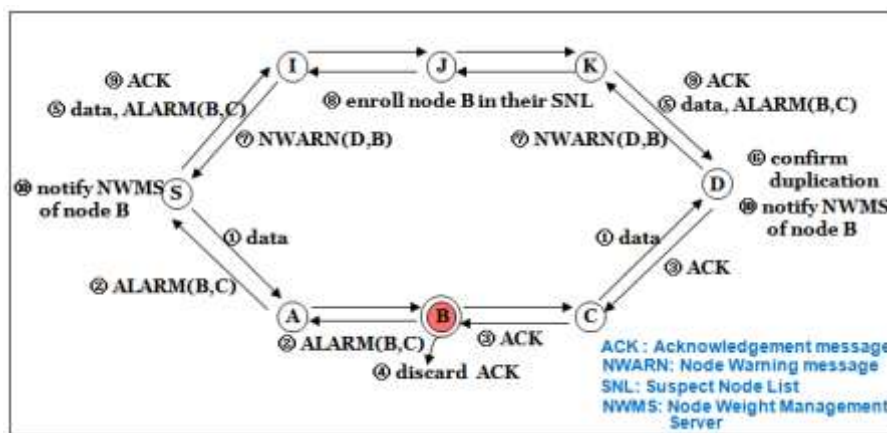 I
J
K
⑨ ACK
⑤ data, ALARM(B,C)
⑧ enroll node B in their SNL
⑨ ACK
⑤ data, ALARM(B,C)
⑦ NWARN(D,B)
⑦ NWARN(D,B)
⑥ confirm
duplication
⑩ notify NWMS
of node B
S
D
⑩ notify NWMS
of node B
① data
① data
② ALARM(B,C)
③ ACK
A
B
C
② ALARM(B,C)
③ ACK
④ discard ACK
ACK : Acknowledgement message
NWARN: Node Warning message
SNL: Suspect Node List
NWMS: Node Weight Management
Server